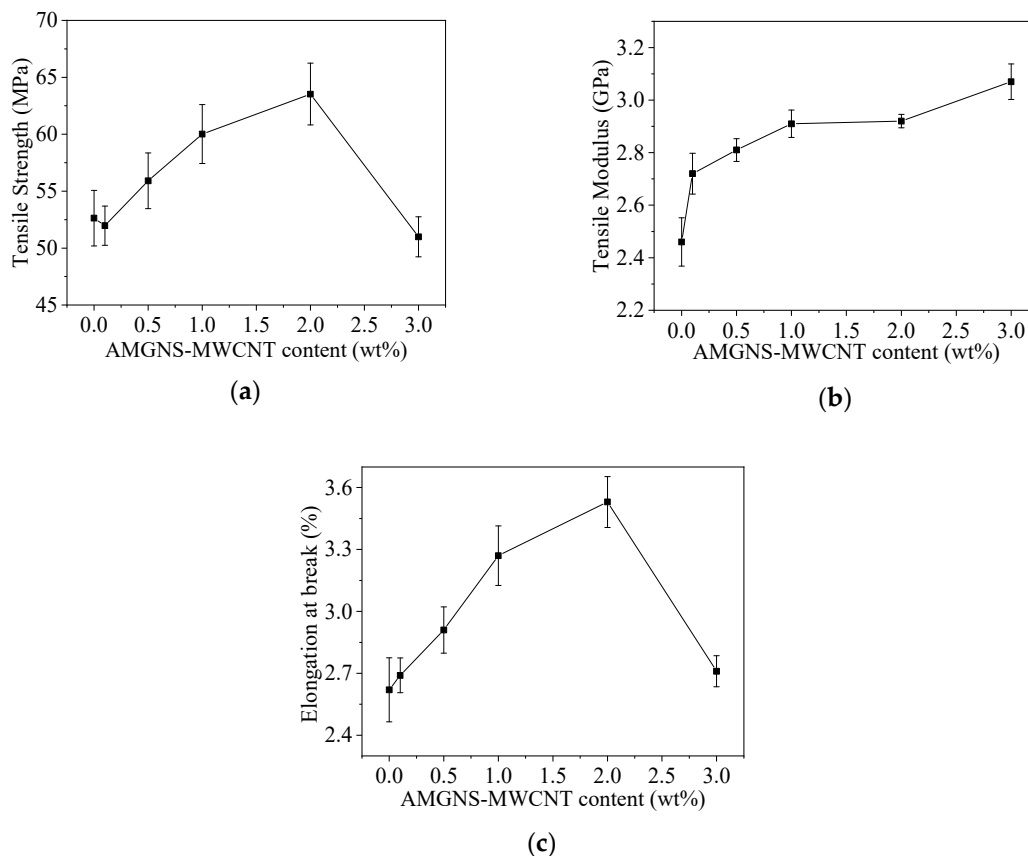 Tensile Strength (MPa)
70
65
60
55
50
45
0.0 0.5 1.0 1.5 2.0 2.5 3.0
AMGNS-MWCNT content (wt%)
(a)
Tensile Modulus (GPa)
3.2
3.0
2.8
2.6
2.4
2.2
0.0 0.5 1.0 1.5 2.0 2.5 3.0
AMGNS-MWCNT content (wt%)
(b)
Elongation at break (%)
3.6
3.3
3.0
2.7
2.4
0.0 0.5 1.0 1.5 2.0 2.5 3.0
AMGNS-MWCNT content (wt%)
(c)